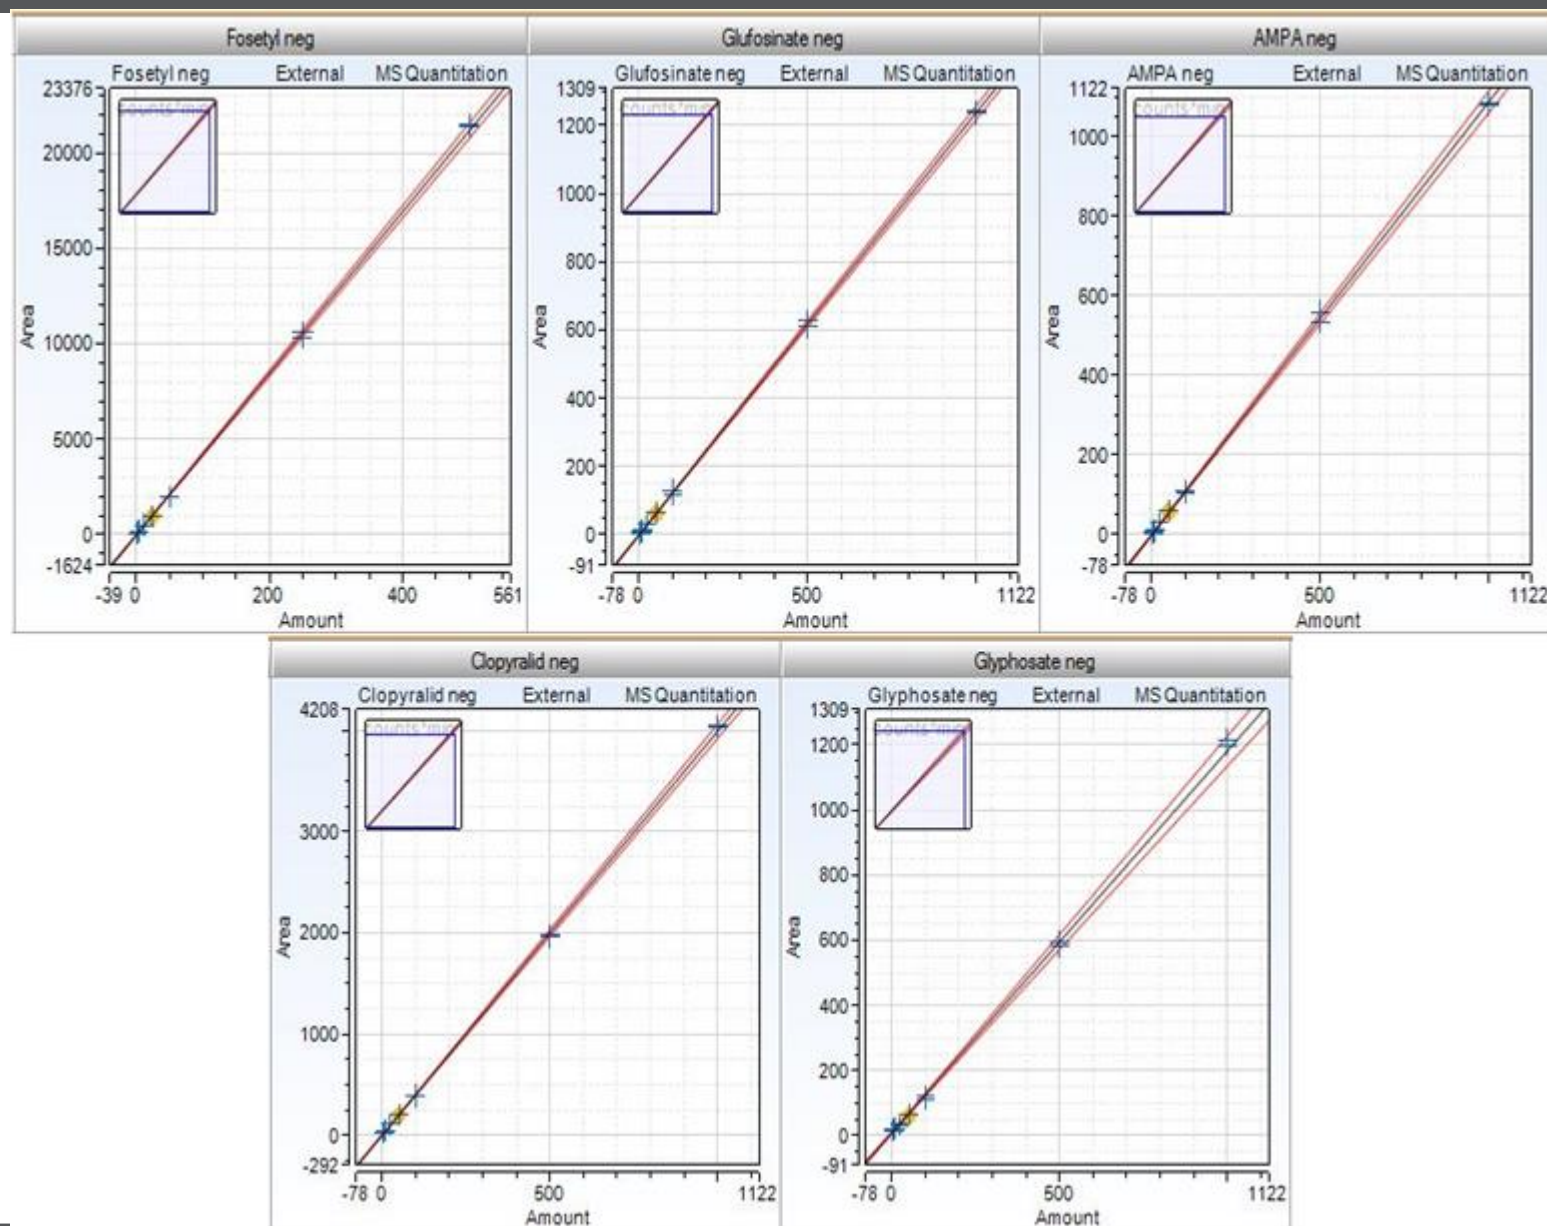 Fosetyl neg
Glufosinate neg
AMPA neg
Fosetyl neg External MS Quantitation
Glufosinate neg External MS Quantitation
AMPA neg External MS Quantitation
23376
20000
15000
10000
5000
0
-1624
Area
-39 0 200 400 561
Amount
1309
1200
1000
800
600
400
200
0
-91
Area
-78 0 500 1122
Amount
1122
1000
800
600
400
200
0
-78
Area
-78 0 500 1122
Amount
Clopyralid neg
Glyphosate neg
Clopyralid neg External MS Quantitation
Glyphosate neg External MS Quantitation
4208
3000
2000
1000
0
-292
Area
-78 0 500 1122
Amount
1309
1200
1000
800
600
400
200
0
-91
Area
-78 0 500 1122
Amount